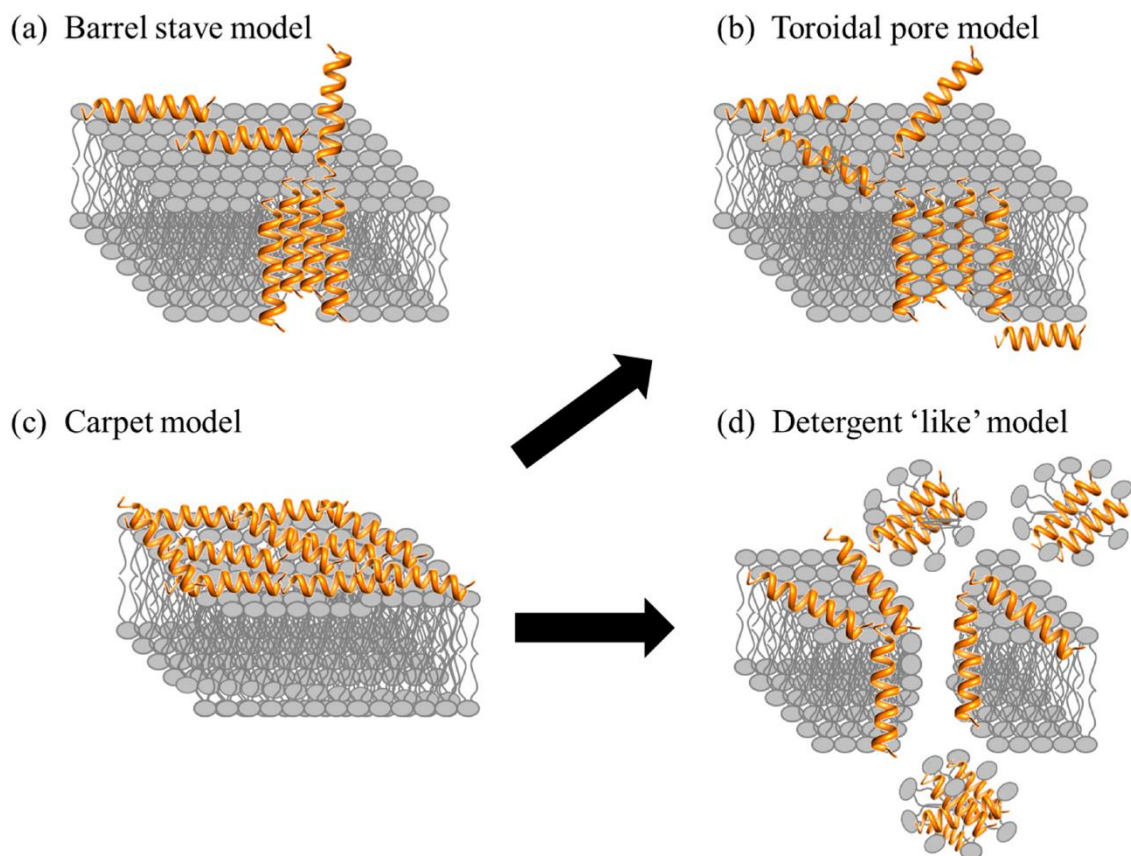 (a) Barrel stave model
(b) Toroidal pore model
(c) Carpet model
(d) Detergent ‘like’ model